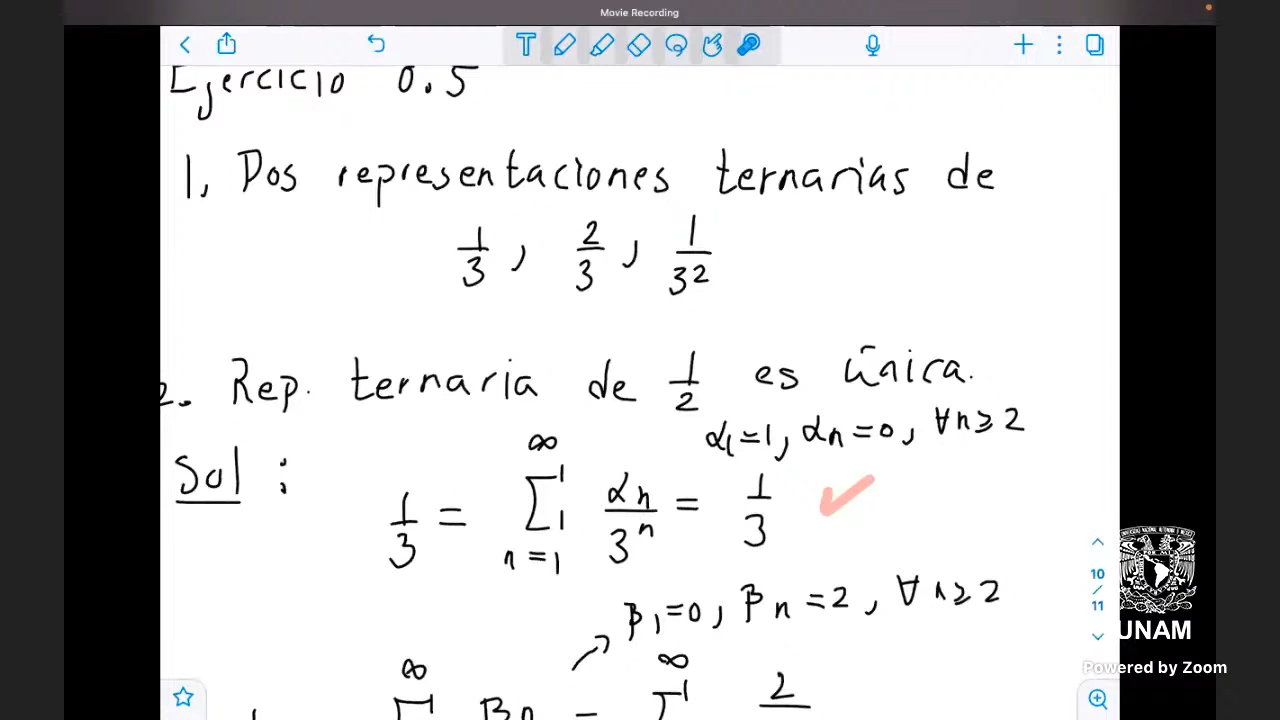 Movie Recording
Ejercicio 0.5
1. Dos representaciones ternarias de
1/3, 2/3, 1/3²
2. Rep. ternaria de 1/2 es única.
α₁=1, αn=0, ∀n≥2
Sol: 1/3 = ∑_{n=1}^{∞} αn/3ⁿ = 1/3
β₁=0, βn=2, ∀n≥2
∞ ∞ 2
βn =
10
/
11
UNAM
Powered by Zoom